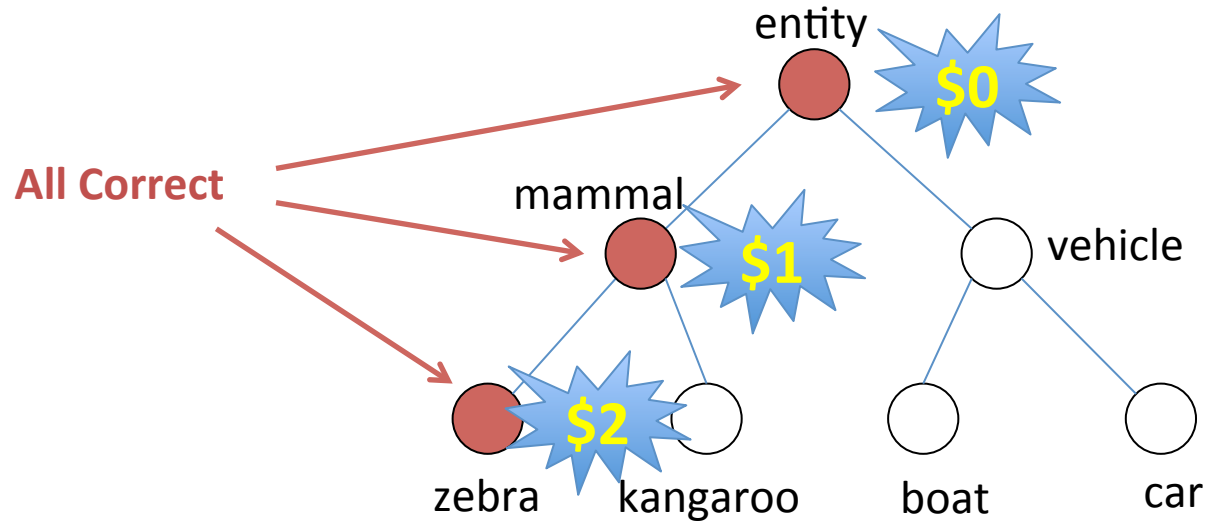 entity
$0
All Correct
mammal
$1
vehicle
$2
zebra
kangaroo
boat
car